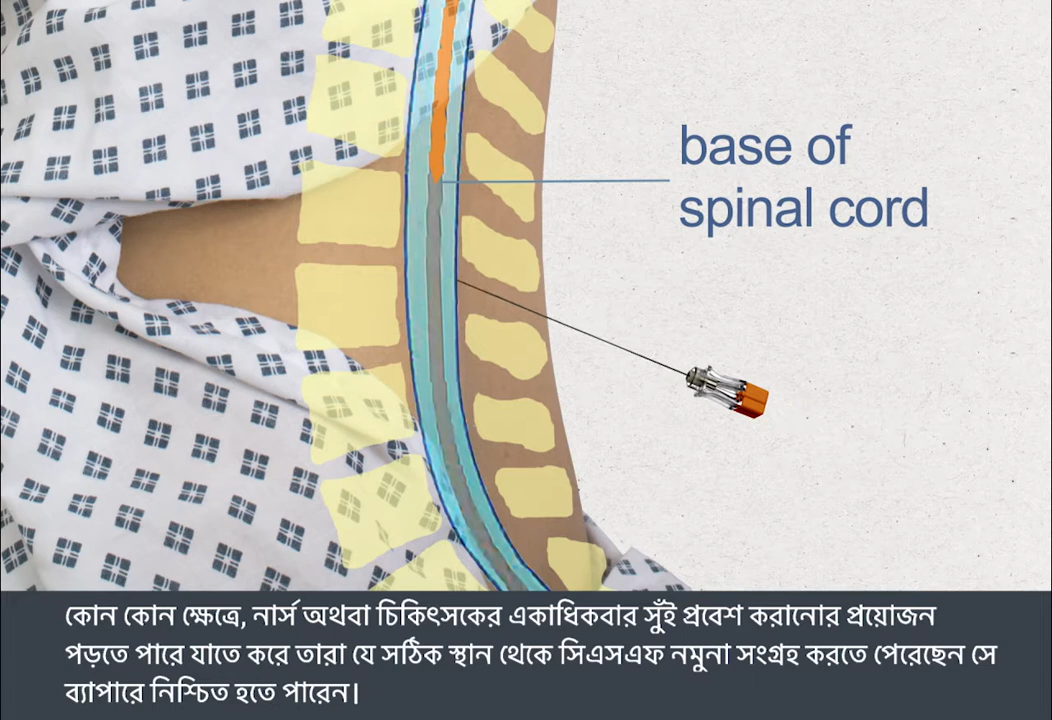 base of
spinal cord
কোন কোন ক্ষেত্রে, নার্স অথবা চিকিৎসকের একাধিকবার সুঁই প্রবেশ করানোর প্রয়োজন
পড়তে পারে যাতে করে তারা যে সঠিক স্থান থেকে সিএসএফ নমুনা সংগ্রহ করতে পেরেছেন সে
ব্যাপারে নিশ্চিত হতে পারেন।